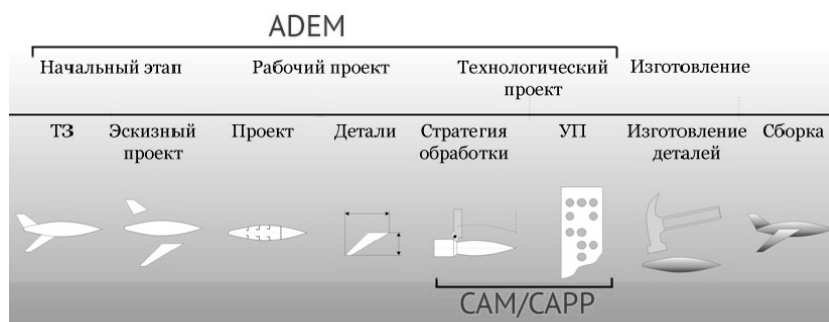 ADEM
Начальный этап
Рабочий проект
Технологический
проект
Изготовление
ТЗ
Эскизный
проект
Проект
Детали
Стратегия
обработки
УП
Изготовление
деталей
Сборка
CAM/CAPP